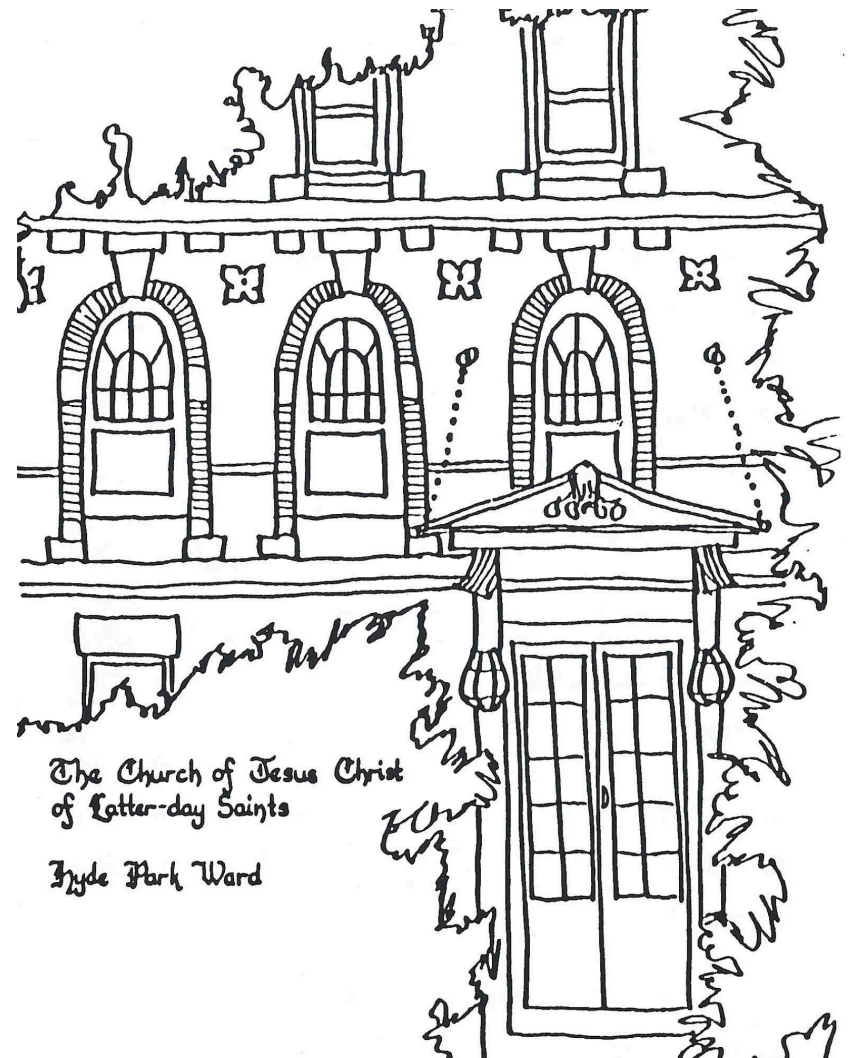 The Church of Jesus Christ
of Latter-day Saints
Hyde Park Ward